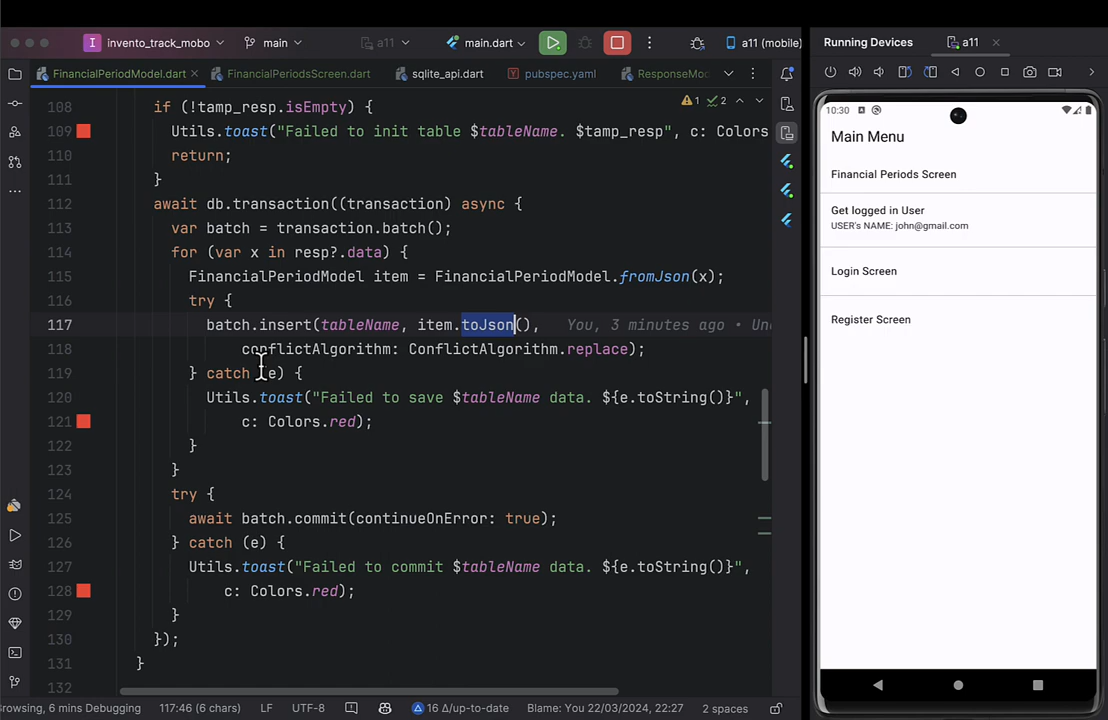 invento_track_mobo
main
a11
main.dart
a11 (mobile)
Running Devices
a11
FinancialPeriodModel.dart
FinancialPeriodsScreen.dart
sqlite_api.dart
pubspec.yaml
ResponseMo
1
2
108 if (!tamp_resp.isEmpty) {
109 Utils.toast("Failed to init table $tableName. $tamp_resp", c: Colors
110 return;
111 }
112 await db.transaction((transaction) async {
113 var batch = transaction.batch();
114 for (var x in resp?.data) {
115 FinancialPeriodModel item = FinancialPeriodModel.fromJson(x);
116 try {
117 batch.insert(tableName, item.toJson(), You, 3 minutes ago • Un
118 conflictAlgorithm: ConflictAlgorithm.replace);
119 } catch (e) {
120 Utils.toast("Failed to save $tableName data. ${e.toString()}",
121 c: Colors.red);
122 }
123 }
124 try {
125 await batch.commit(continueOnError: true);
126 } catch (e) {
127 Utils.toast("Failed to commit $tableName data. ${e.toString()}",
128 c: Colors.red);
129 }
130 });
131 }
132
10:30
Main Menu
Financial Periods Screen
Get logged in User
USER's NAME: john@gmail.com
Login Screen
Register Screen
rowsing, 6 mins Debugging
117:46 (6 chars)
LF
UTF-8
16 Δ/up-to-date
Blame: You 22/03/2024, 22:27
2 spaces